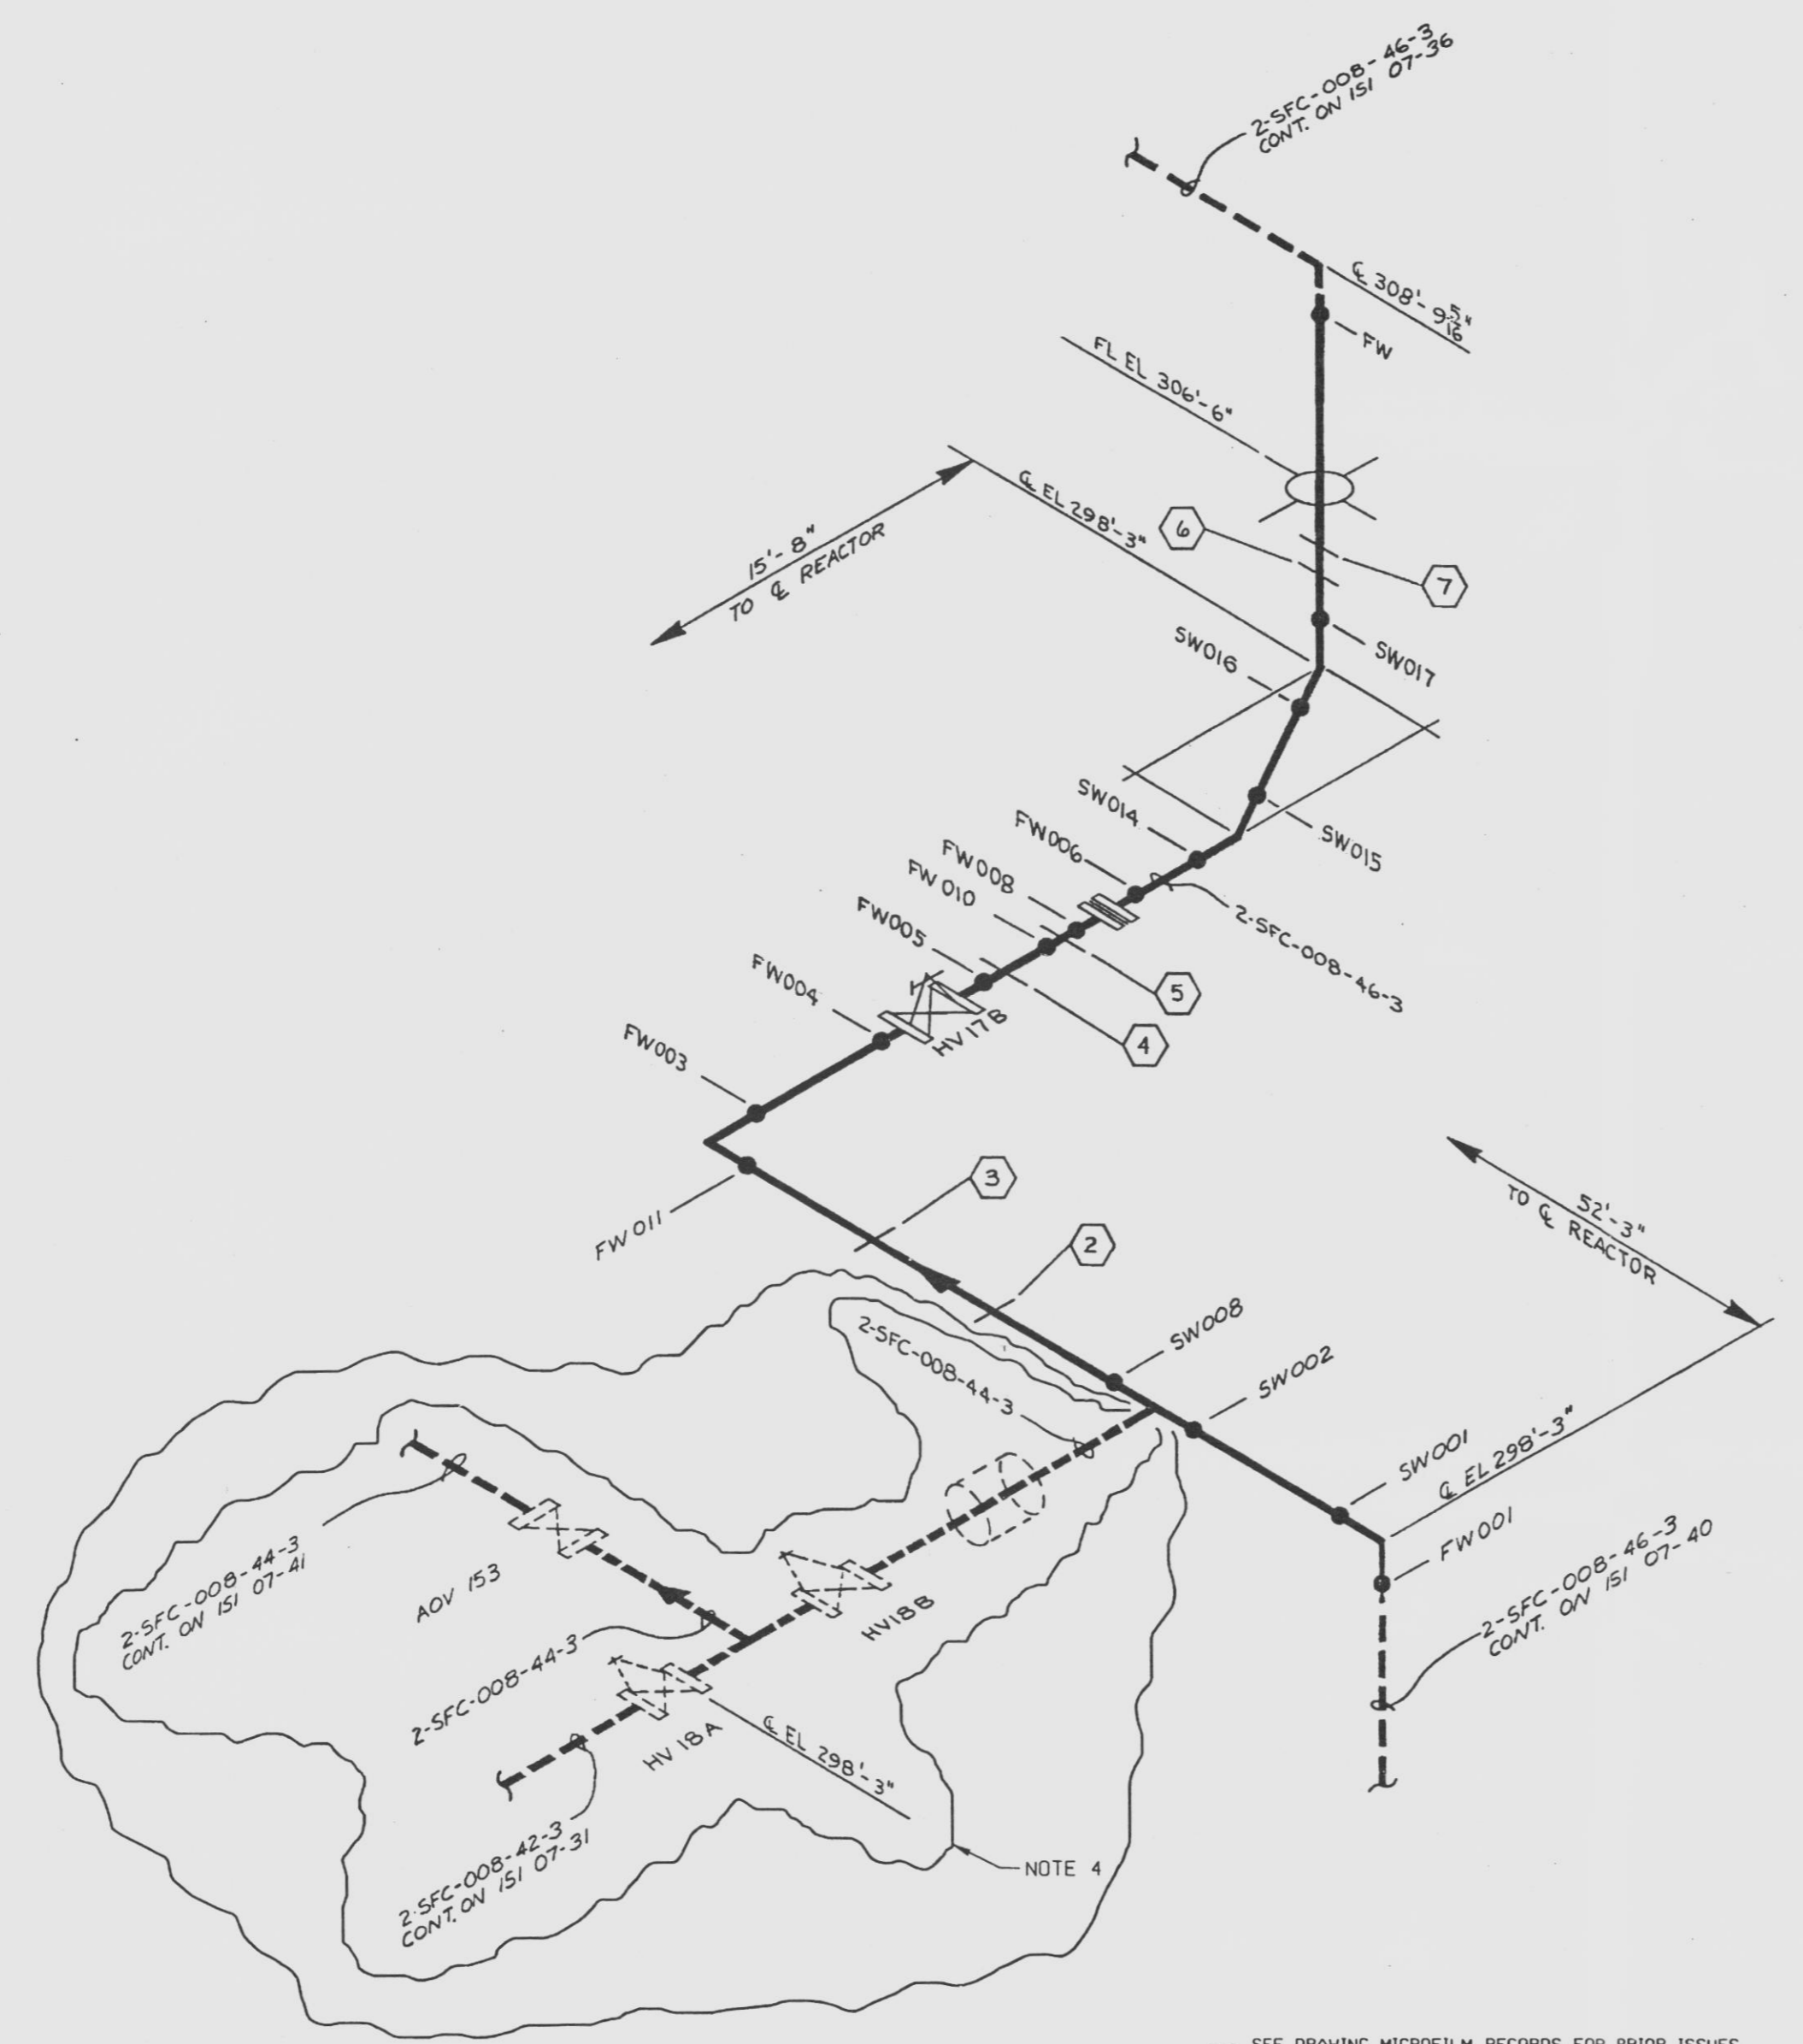 2-SFC-008-46-3
CONT. ON ISI 07-36
℄ 308'-9 5/16"
FW
FL EL 306'-6"
℄ EL 298'-3"
6
7
15'-8"
TO ℄ REACTOR
SW016
SW017
SW014
SW015
FW006
FW008
FW 010
2-SFC-008-46-3
FW005
5
FW004
HV17B
4
FW003
3
FW 011
2
52'-3"
TO ℄ REACTOR
SW008
2-SFC-008-44-3
SW002
SW001
℄ EL 298'-3"
FW001
2-SFC-008-46-3
CONT. ON ISI 07-40
2-SFC-008-44-3
CONT. ON ISI 07-41
AOV 153
HV18B
2-SFC-008-44-3
HV 18A
℄ EL 298'-3"
2-SFC-008-42-3
CONT. ON ISI 07-31
NOTE 4
SEE DRAWING MICROFILM RECORDS FOR PRIOR ISSUES